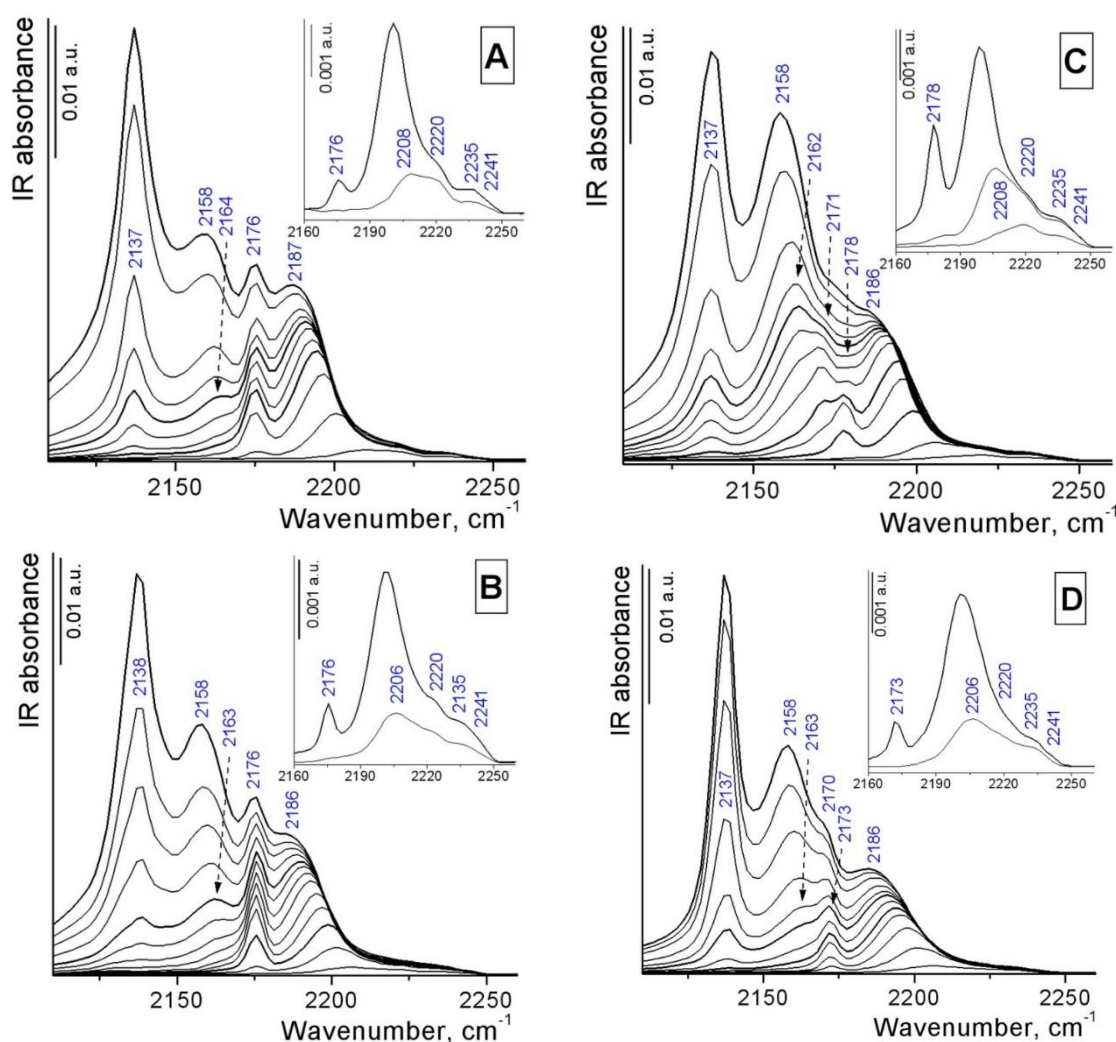 A
IR absorbance
0.01 a.u.
0.001 a.u.
2176
2208
2220
2235
2241
2160 2190 2220 2250
2137
2158
2164
2176
2187
2150 2200 2250
Wavenumber, cm-1
C
IR absorbance
0.01 a.u.
0.001 a.u.
2178
2208
2220
2235
2241
2160 2190 2220 2250
2137
2158
2162
2171
2178
2186
2150 2200 2250
Wavenumber, cm-1
B
IR absorbance
0.01 a.u.
0.001 a.u.
2176
2206
2220
2135
2241
2160 2190 2220 2250
2138
2158
2163
2176
2186
2150 2200 2250
Wavenumber, cm-1
D
IR absorbance
0.01 a.u.
0.001 a.u.
2173
2206
2220
2235
2241
2160 2190 2220 2250
2137
2158
2163
2170
2173
2186
2150 2200 2250
Wavenumber, cm-1